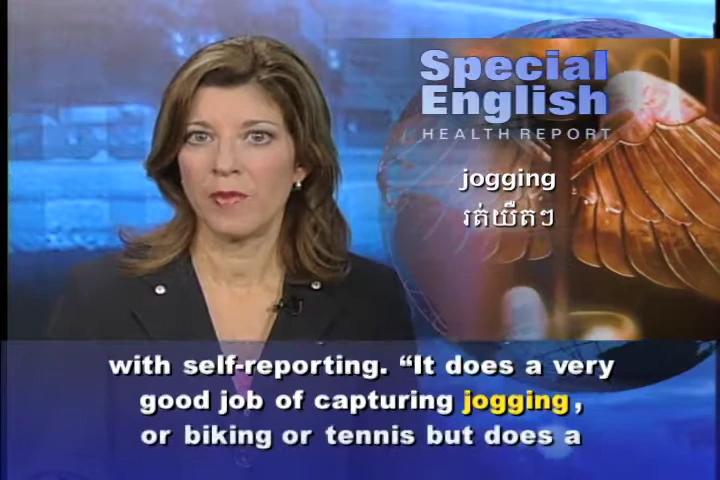 Special
English
HEALTH REPORT
jogging
រត់យឺតៗ
with self-reporting. “It does a very
good job of capturing jogging,
or biking or tennis but does a